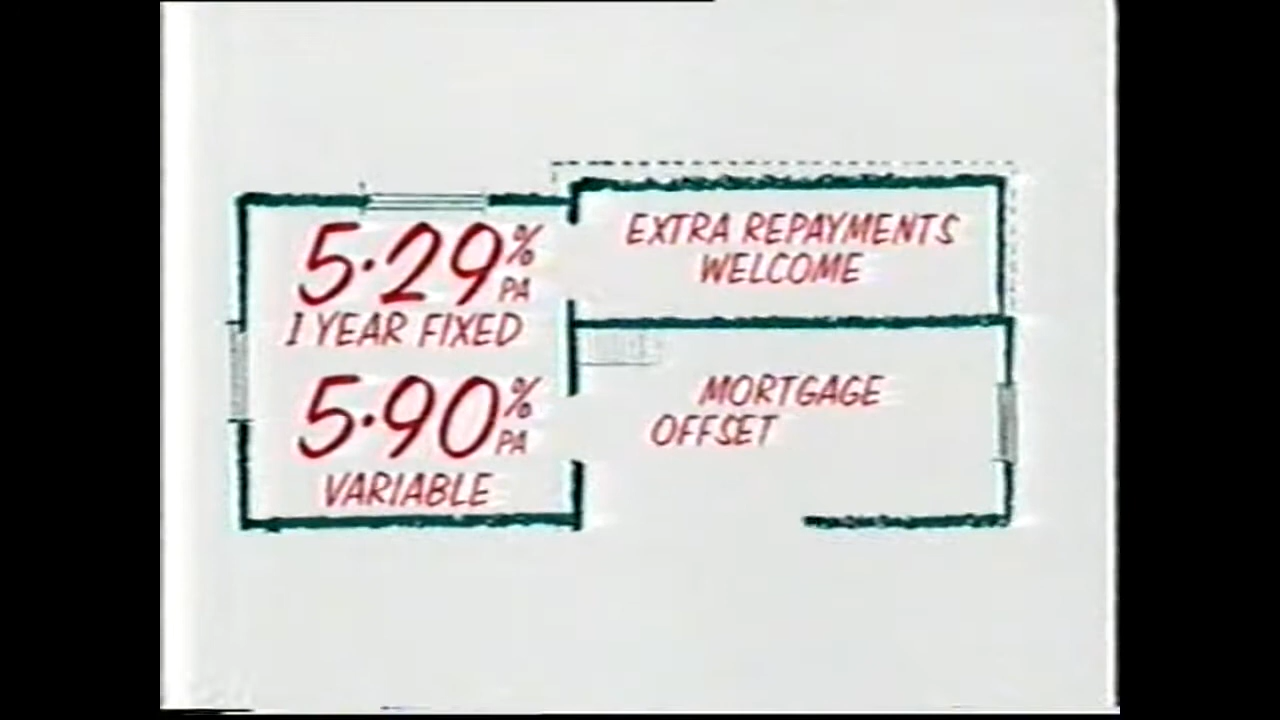 5·29% PA
1 YEAR FIXED
5·90% PA
VARIABLE
EXTRA REPAYMENTS
WELCOME
MORTGAGE
OFFSET